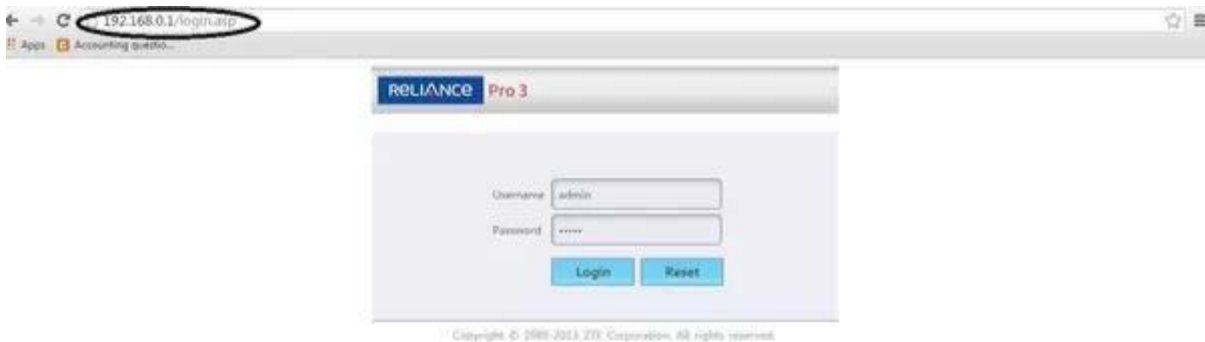 192.168.0.1/login.asp
Apps Accounting questio...
RELIANCE Pro 3
Username admin
Password •••••
Login Reset
Copyright © 2008-2013 ZTE Corporation. All rights reserved.